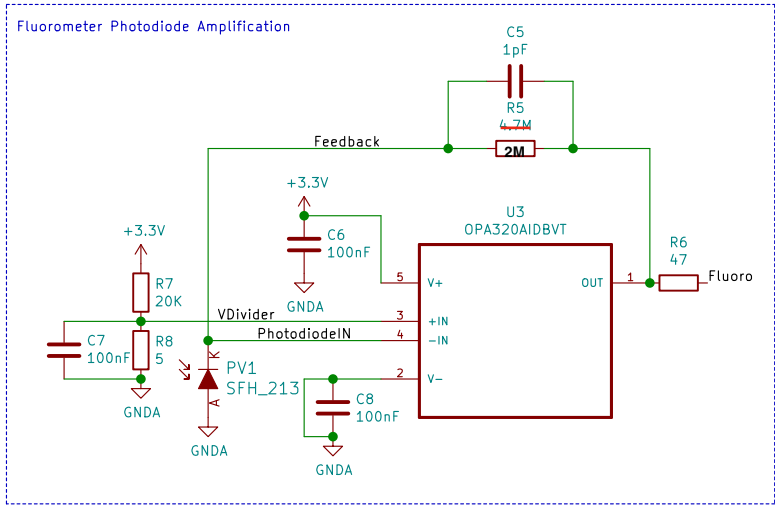 Fluorometer Photodiode Amplification
C5
1pF
R5
4.7M
2M
Feedback
+3.3V
C6
100nF
GNDA
+3.3V
R7
20K
VDivider
PhotodiodeIN
C7
100nF
R8
5
GNDA
K
PV1
SFH_213
A
GNDA
C8
100nF
GNDA
U3
OPA320AIDBVT
5 V+
3 +IN
4 -IN
2 V-
OUT 1
R6
47
Fluoro